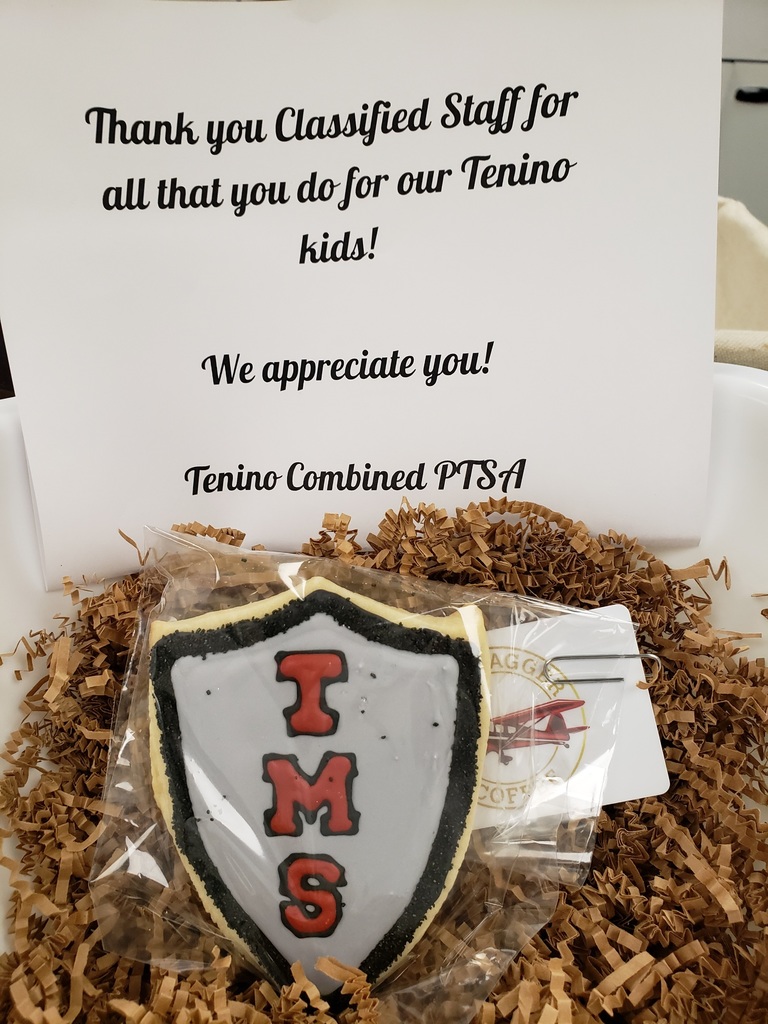 Thank you Classified Staff for
all that you do for our Tenino
kids!
We appreciate you!
Tenino Combined PTSA
T
M
S